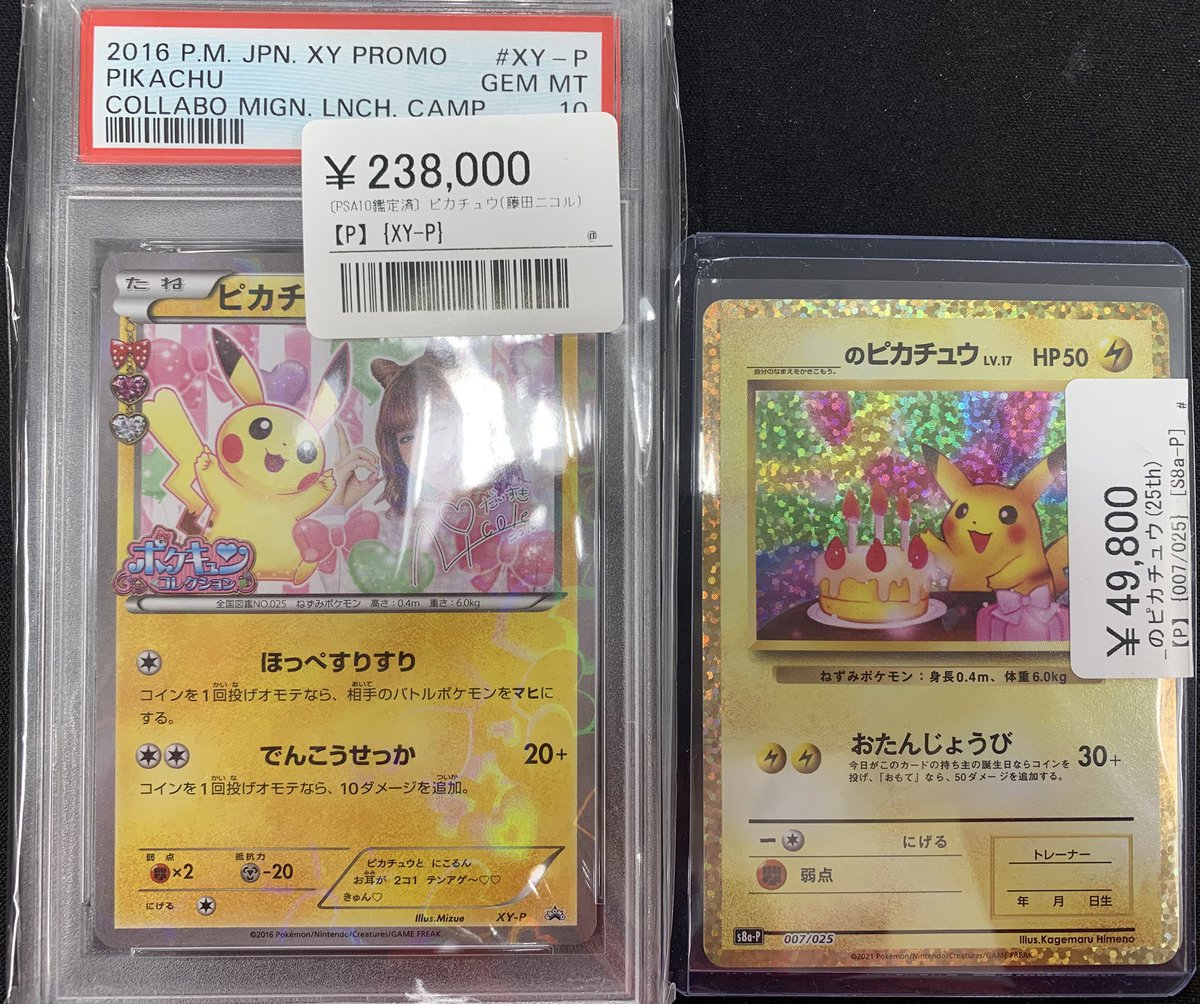 2016 P.M. JPN. XY PROMO #XY-P
PIKACHU GEM MT
COLLABO MIGN. LNCH. CAMP 10
¥238,000
〔PSA10鑑定済〕 ピカチュウ(藤田ニコル)
【P】 {XY-P} @
たね
ピカチ
だいすき
ポケキュン
コレクション
全国図鑑NO.025 ねずみポケモン 高さ:0.4m 重さ:6.0kg
ほっぺすりすり
コインを1回投げオモテなら、相手のバトルポケモンをマヒに
する。
でんこうせっか 20+
コインを1回投げオモテなら、10ダメージを追加。
弱点 ×2 抵抗力 -20
にげる
ピカチュウと にこるん
お耳が 2コ1 テンアゲ〜♡♡
きゅん♡
Illus.Mizue XY-P
©2016 Pokémon/Nintendo/Creatures/GAME FREAK.
のピカチュウ LV.17 HP50
自分のなまえをかきこもう。
¥49,800
_のピカチュウ(25th)
【P】 {007/025} [S8a-P] #
ねずみポケモン:身長0.4m、体重6.0kg
おたんじょうび 30+
今日がこのカードの持ち主の誕生日ならコインを
投げ、「おもて」なら、50ダメージを追加する。
にげる
弱点
トレーナー
年 月 日生
s8a-P 007/025 Illus.Kagemaru Himeno
©2021 Pokémon/Nintendo/Creatures/GAME FREAK.